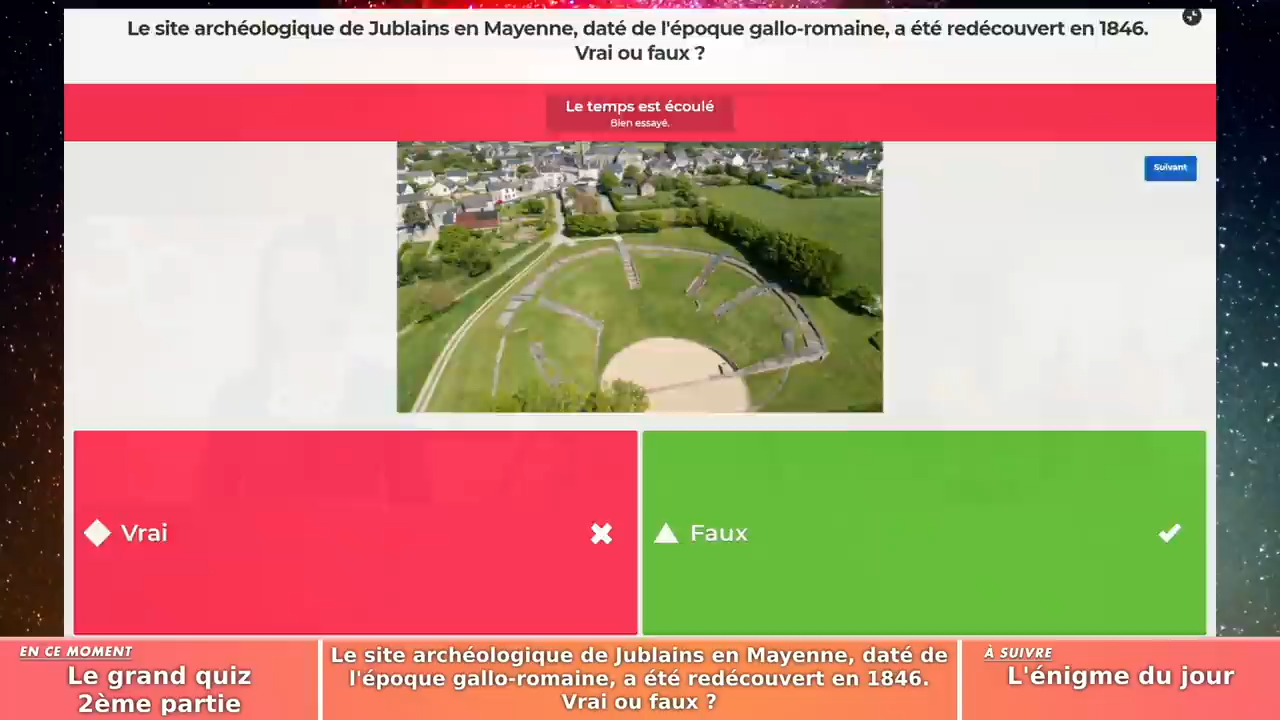 Le site archéologique de Jublains en Mayenne, daté de l'époque gallo-romaine, a été redécouvert en 1846.
Vrai ou faux ?
Le temps est écoulé
Bien essayé.
Suivant
Vrai
Faux
EN CE MOMENT
Le grand quiz
2ème partie
Le site archéologique de Jublains en Mayenne, daté de
l'époque gallo-romaine, a été redécouvert en 1846.
Vrai ou faux ?
À SUIVRE
L'énigme du jour